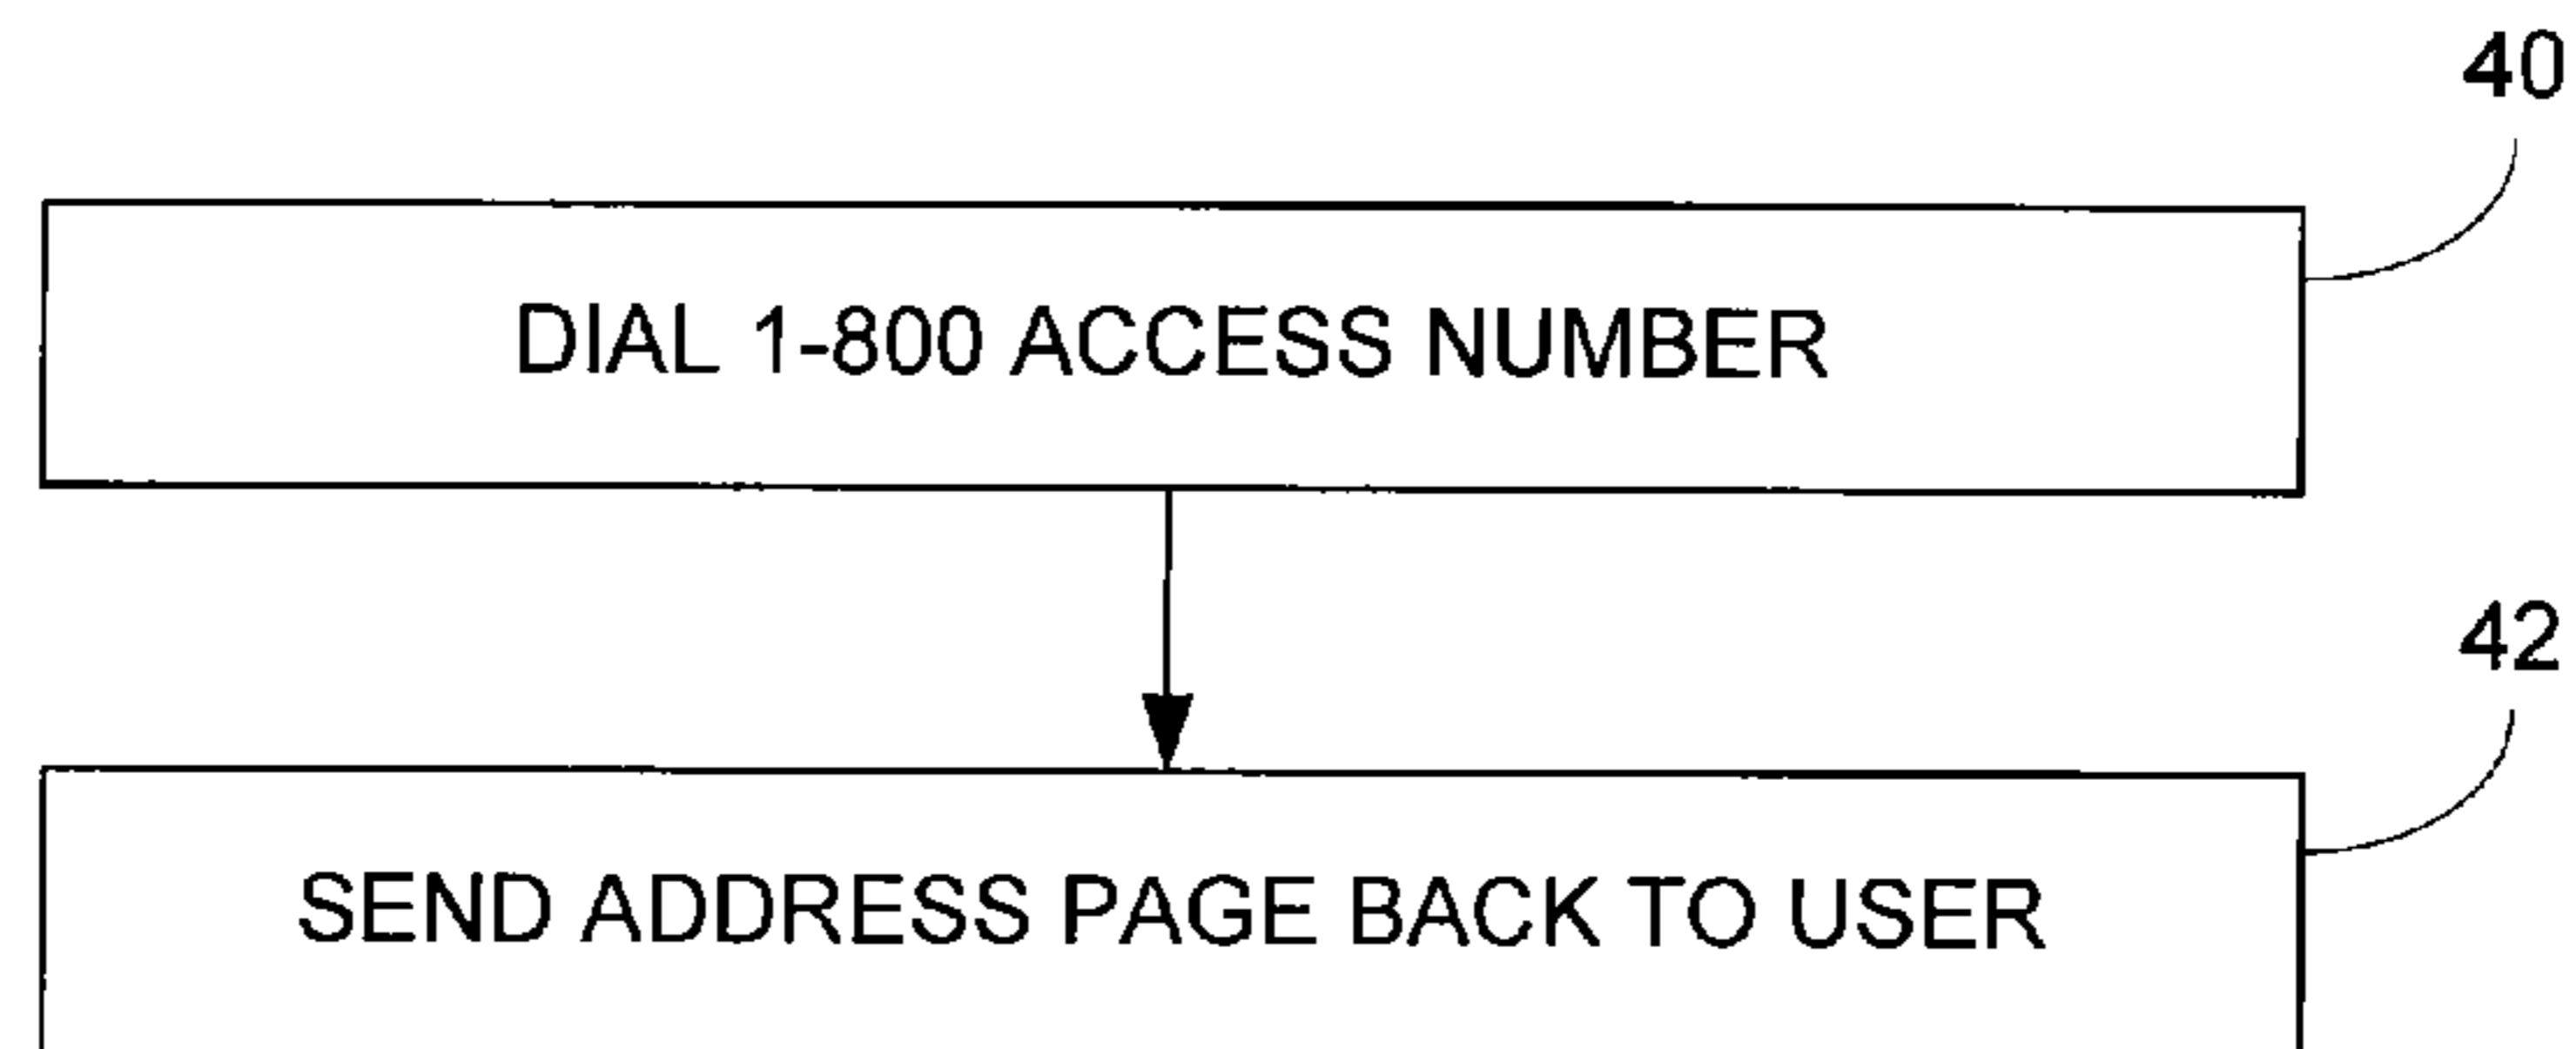 40
DIAL 1-800 ACCESS NUMBER
42
SEND ADDRESS PAGE BACK TO USER